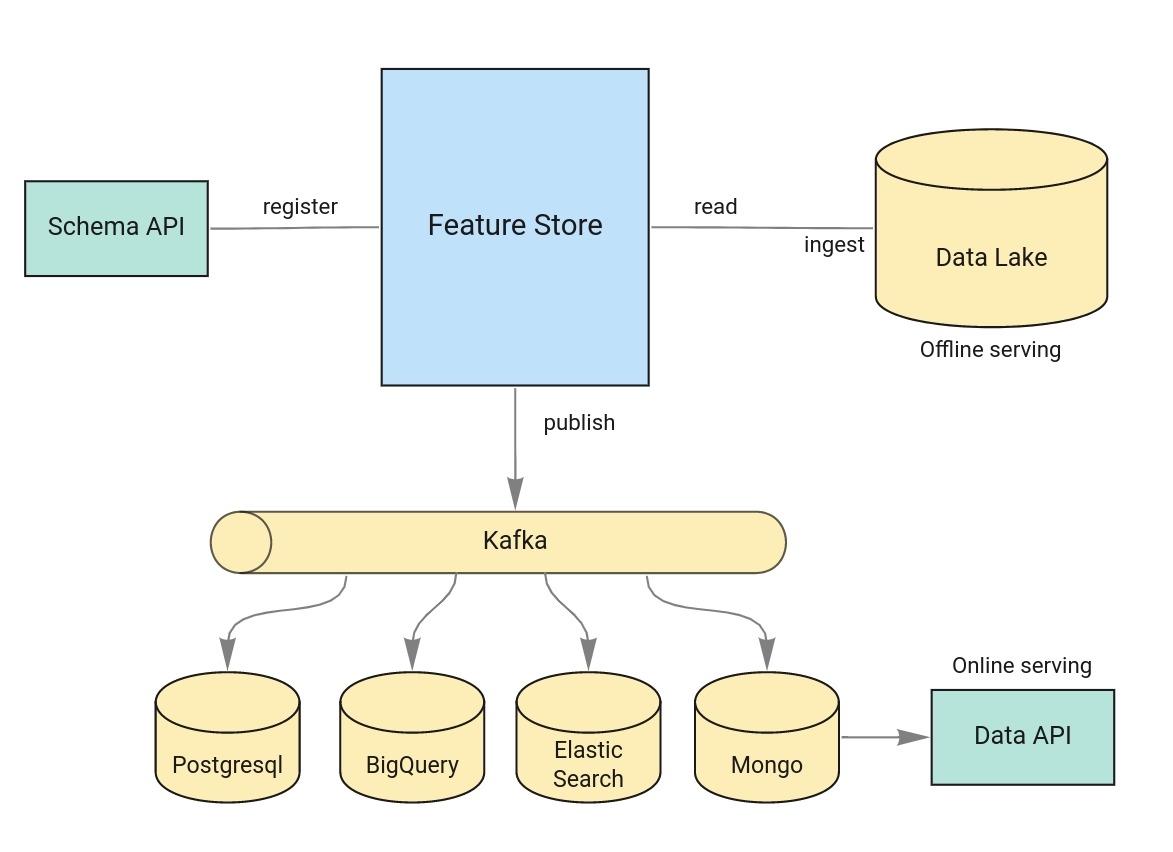 register
read
Schema API
Feature Store
ingest
Data Lake
Offline serving
publish
Kafka
Online serving
Postgresql
BigQuery
Elastic
Search
Mongo
Data API